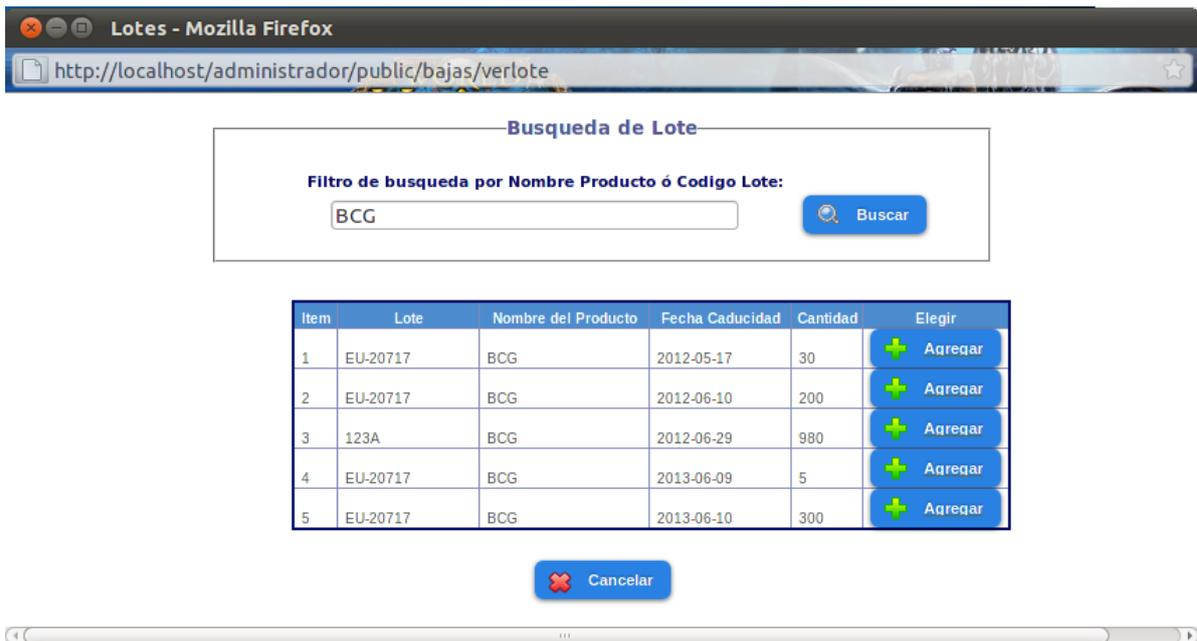 Lotes - Mozilla Firefox
http://localhost/administrador/public/bajas/verlote
Busqueda de Lote
Filtro de busqueda por Nombre Producto ó Codigo Lote:
BCG Buscar
Item Lote Nombre del Producto Fecha Caducidad Cantidad Elegir
1 EU-20717 BCG 2012-05-17 30 Agregar
2 EU-20717 BCG 2012-06-10 200 Agregar
3 123A BCG 2012-06-29 980 Agregar
4 EU-20717 BCG 2013-06-09 5 Agregar
5 EU-20717 BCG 2013-06-10 300 Agregar
Cancelar